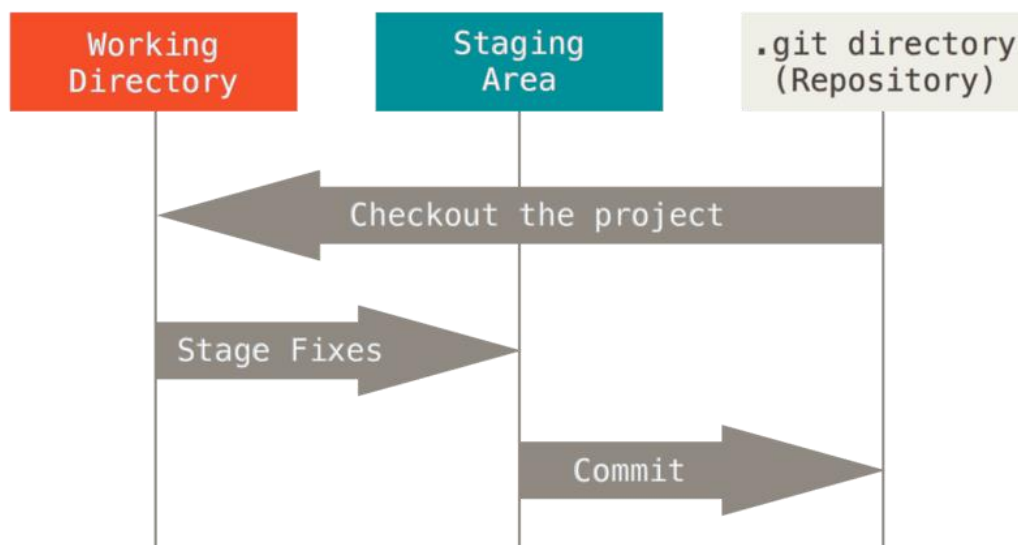 Working
Directory
Staging
Area
.git directory
(Repository)
Checkout the project
Stage Fixes
Commit